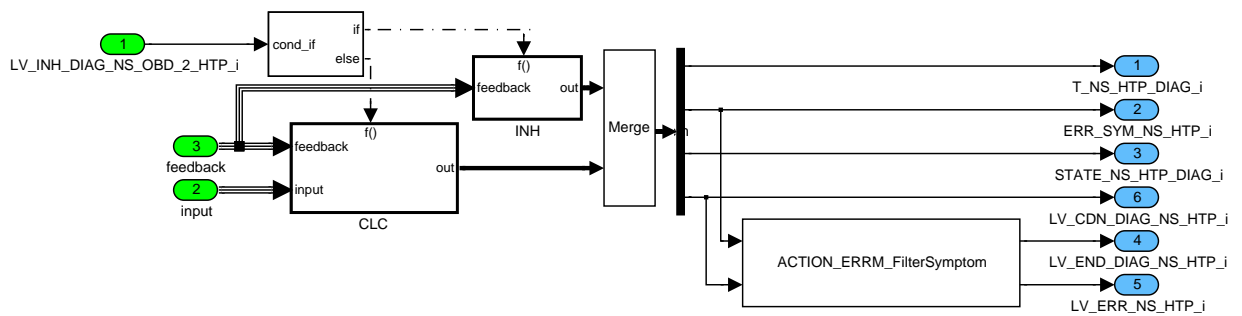 1
LV_INH_DIAG_NS_OBD_2_HTP_i
cond_if
if
else
f()
feedback
out
INH
f()
feedback
input
out
CLC
3
feedback
2
input
Merge
1
T_NS_HTP_DIAG_i
2
ERR_SYM_NS_HTP_i
3
STATE_NS_HTP_DIAG_i
6
LV_CDN_DIAG_NS_HTP_i
ACTION_ERRM_FilterSymptom
4
LV_END_DIAG_NS_HTP_i
5
LV_ERR_NS_HTP_i